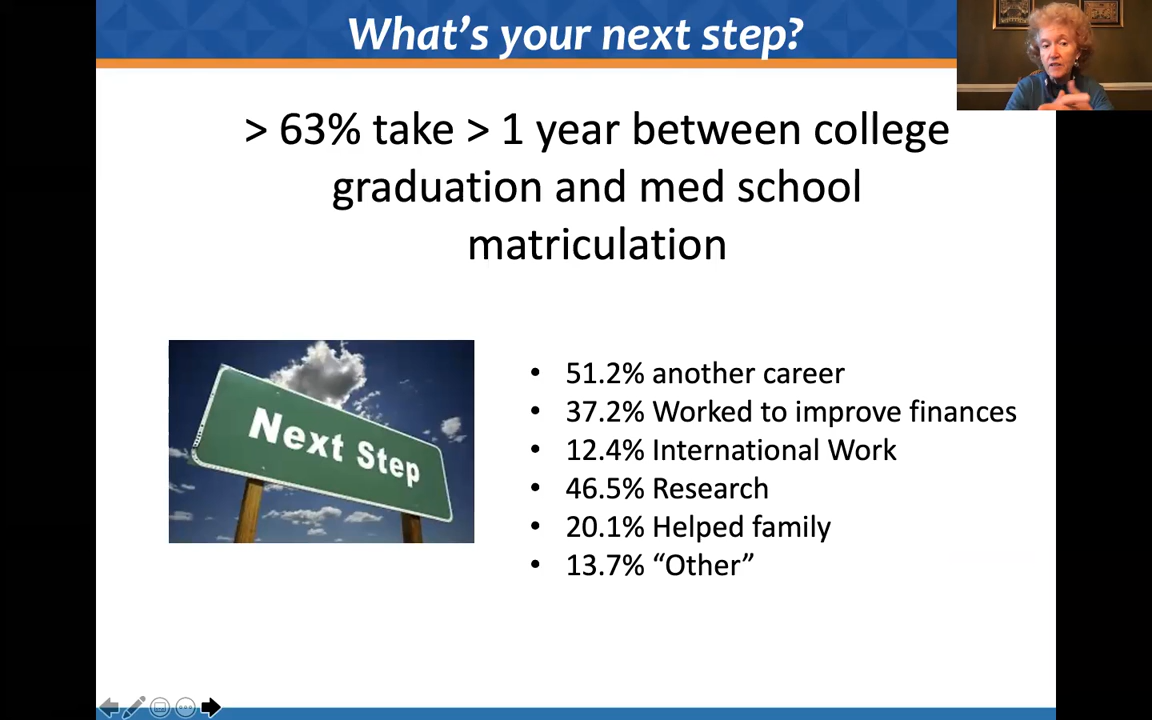 What's your next step?
> 63% take > 1 year between college
graduation and med school
matriculation
Next Step
• 51.2% another career
• 37.2% Worked to improve finances
• 12.4% International Work
• 46.5% Research
• 20.1% Helped family
• 13.7% “Other”